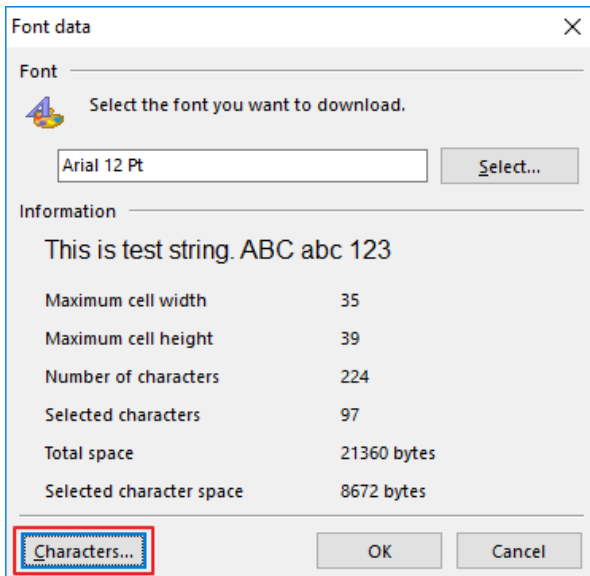 Font data
Font
Select the font you want to download.
Arial 12 Pt
Select...
Information
This is test string. ABC abc 123
Maximum cell width 35
Maximum cell height 39
Number of characters 224
Selected characters 97
Total space 21360 bytes
Selected character space 8672 bytes
Characters... OK Cancel